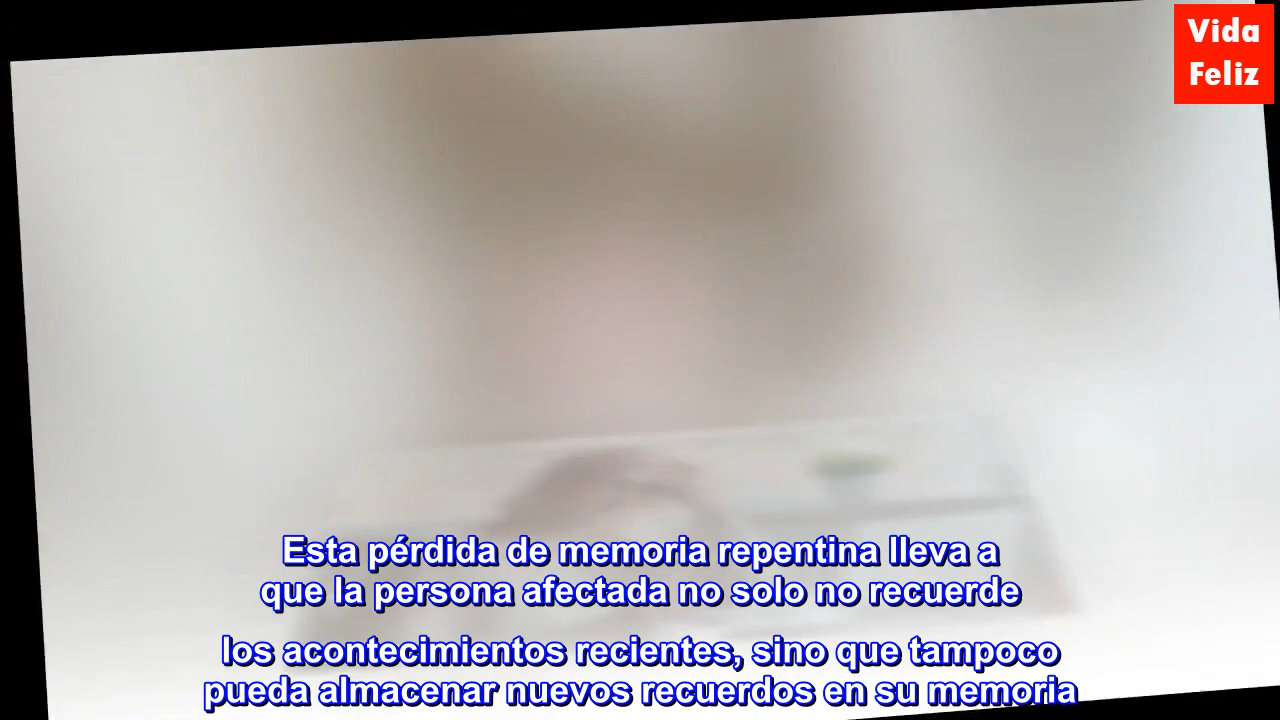 Vida
Feliz
Esta pérdida de memoria repentina lleva a
que la persona afectada no solo no recuerde
los acontecimientos recientes, sino que tampoco
pueda almacenar nuevos recuerdos en su memoria